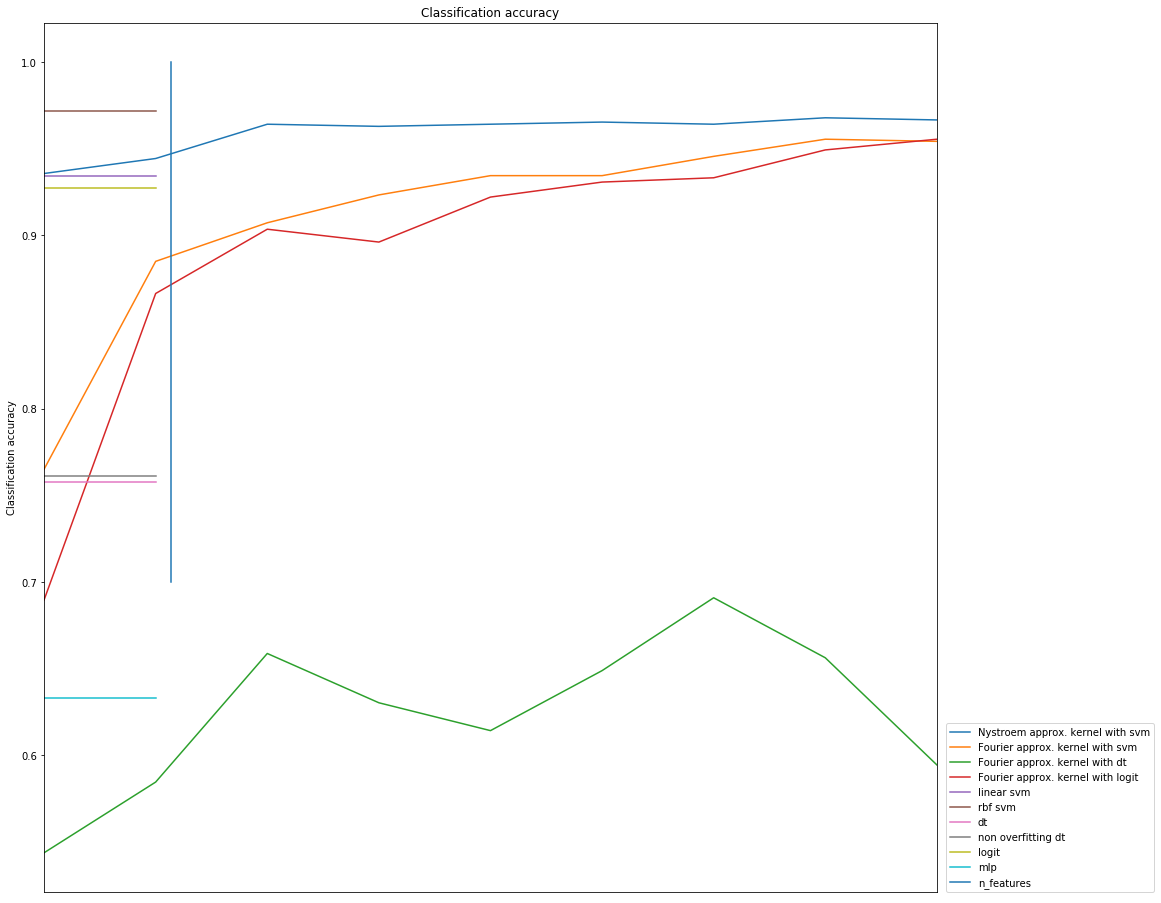 Classification accuracy
1.0
0.9
0.8
0.7
0.6
Classification accuracy
Nystroem approx. kernel with svm
Fourier approx. kernel with svm
Fourier approx. kernel with dt
Fourier approx. kernel with logit
linear svm
rbf svm
dt
non overfitting dt
logit
mlp
n_features